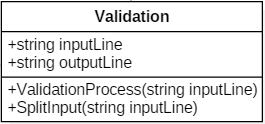 Validation
+string inputLine
+string outputLine
+ValidationProcess(string inputLine)
+SplitInput(string inputLine)